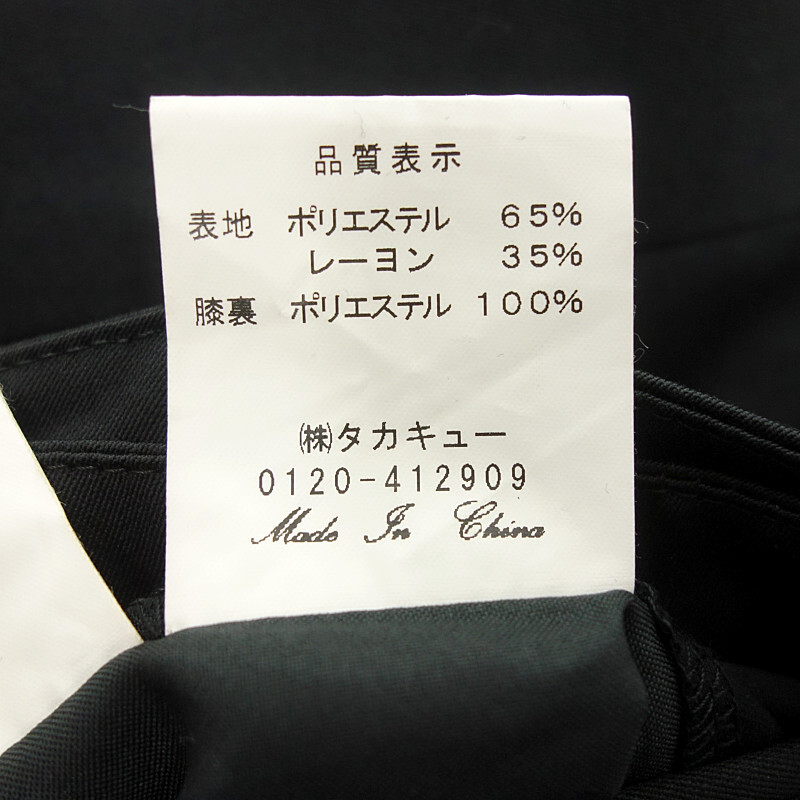 品質表示
表地 ポリエステル 65%
レーヨン 35%
膝裏 ポリエステル 100%
㈱タカキュー
0120-412909
Made In China